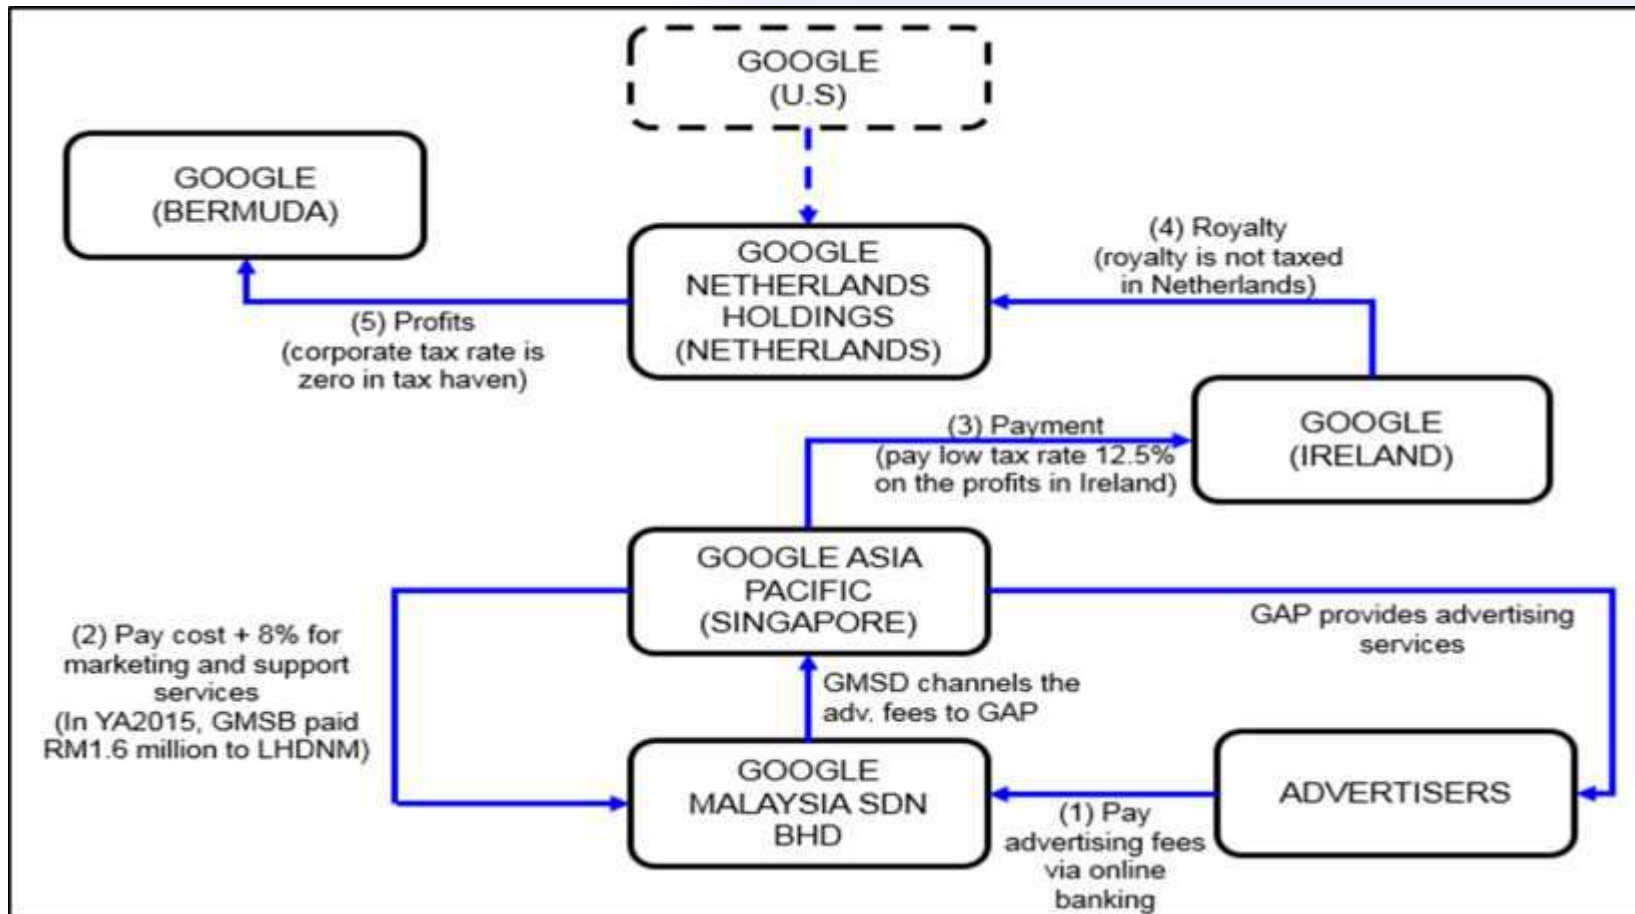 GOOGLE
(U.S)
GOOGLE
(BERMUDA)
GOOGLE
NETHERLANDS
HOLDINGS
(NETHERLANDS)
(4) Royalty
(royalty is not taxed
in Netherlands)
(5) Profits
(corporate tax rate is
zero in tax haven)
(3) Payment
(pay low tax rate 12.5%
on the profits in Ireland)
GOOGLE
(IRELAND)
GOOGLE ASIA
PACIFIC
(SINGAPORE)
GAP provides advertising
services
(2) Pay cost + 8% for
marketing and support
services
(In YA2015, GMSB paid
RM1.6 million to LHDNM)
GMSD channels the
adv. fees to GAP
GOOGLE
MALAYSIA SDN
BHD
ADVERTISERS
(1) Pay
advertising fees
via online
banking